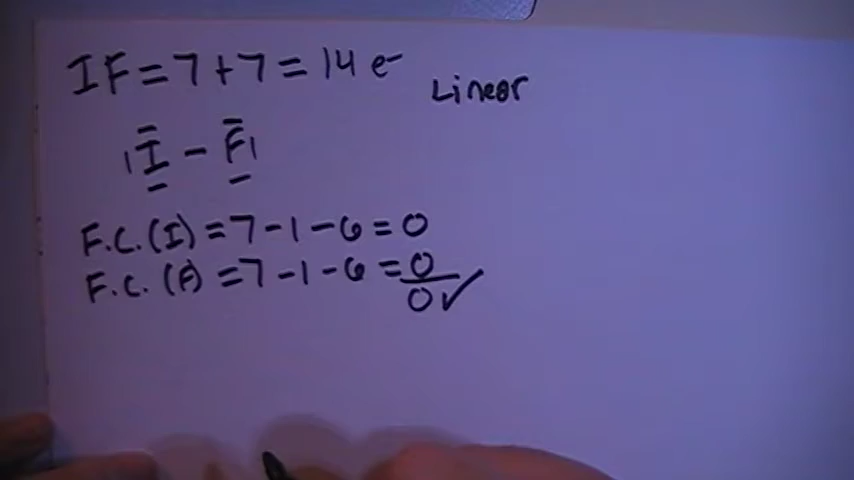 IF = 7 + 7 = 14 e-
Linear
|I - F|
F.C. (I) = 7 - 1 - 6 = 0
F.C. (F) = 7 - 1 - 6 = 0
0 ✓